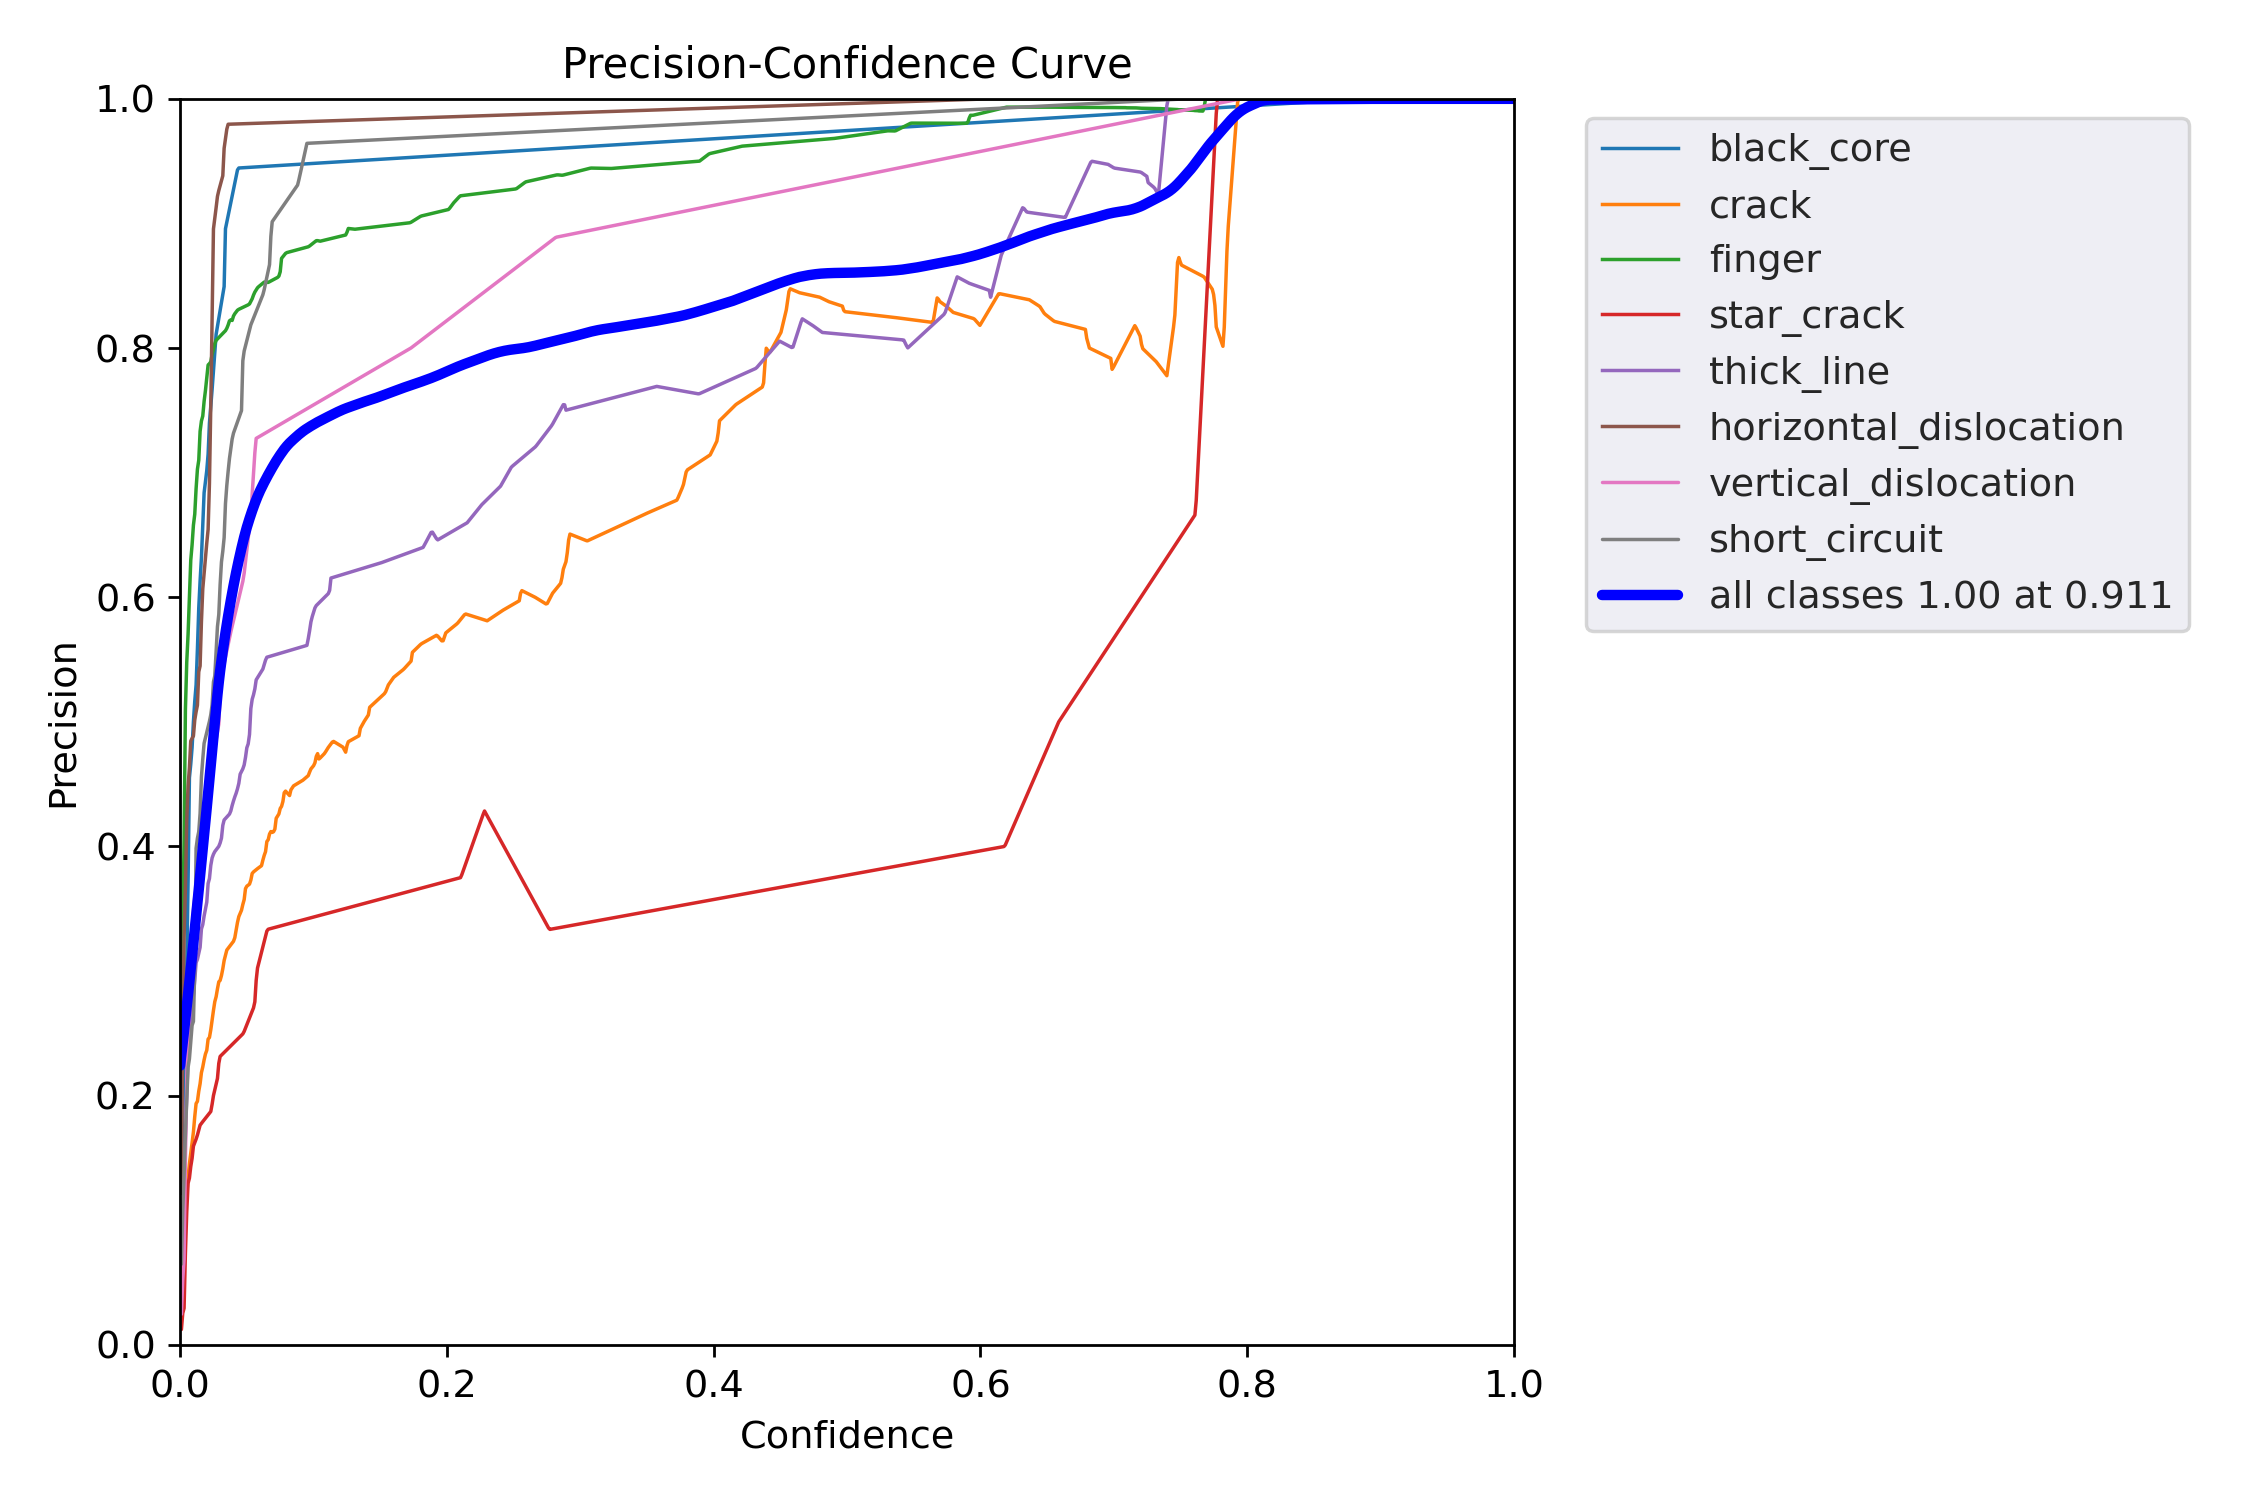 Precision-Confidence Curve
1.0
0.8
0.6
0.4
0.2
0.0
Precision
0.0 0.2 0.4 0.6 0.8 1.0
Confidence
black_core
crack
finger
star_crack
thick_line
horizontal_dislocation
vertical_dislocation
short_circuit
all classes 1.00 at 0.911